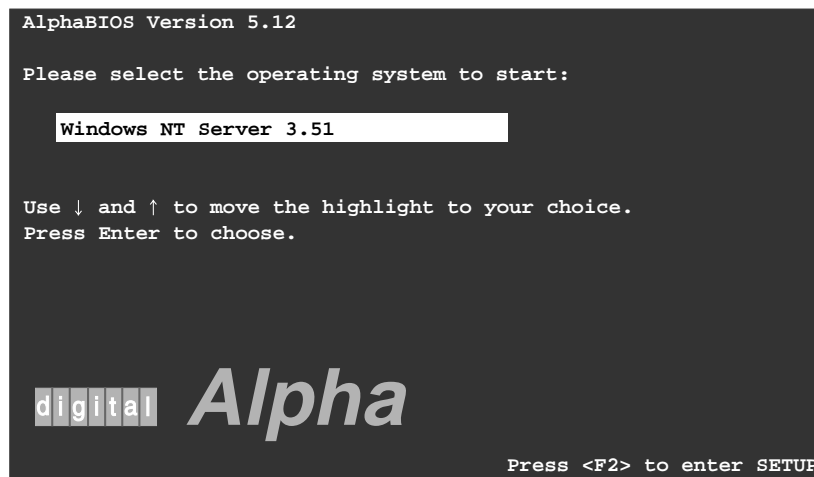 AlphaBIOS Version 5.12
Please select the operating system to start:
Windows NT Server 3.51
Use ↓ and ↑ to move the highlight to your choice.
Press Enter to choose.
digital Alpha
Press <F2> to enter SETUP